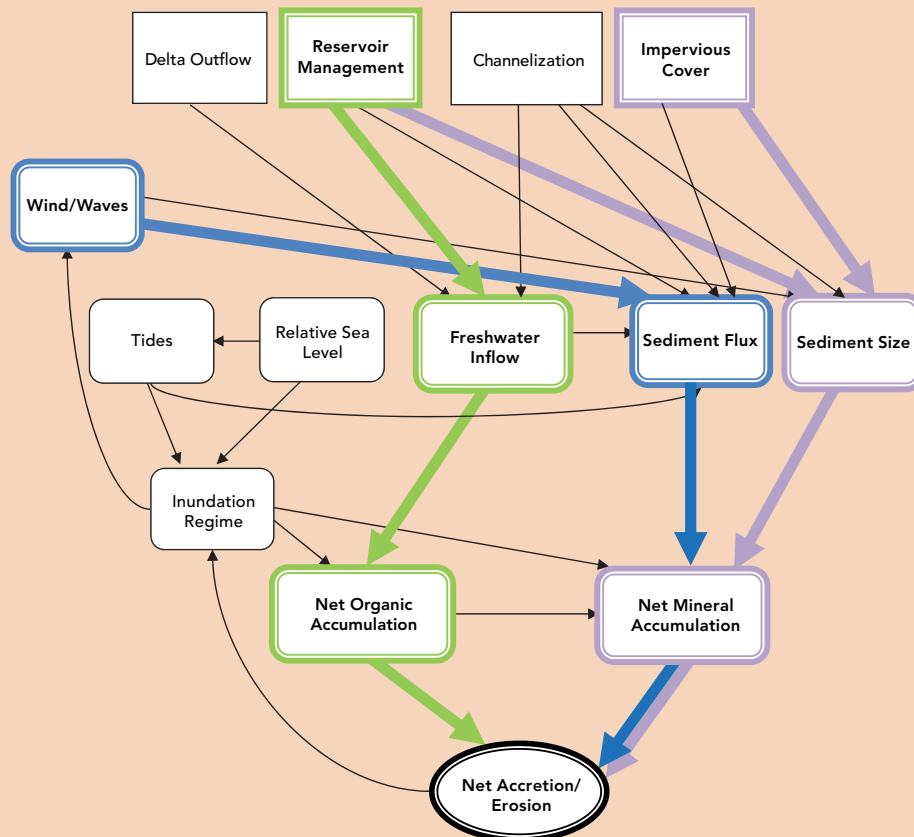 Delta Outflow
Reservoir
Management
Channelization
Impervious
Cover
Wind/Waves
Tides
Relative Sea
Level
Freshwater
Inflow
Sediment Flux
Sediment Size
Inundation
Regime
Net Organic
Accumulation
Net Mineral
Accumulation
Net Accretion/
Erosion